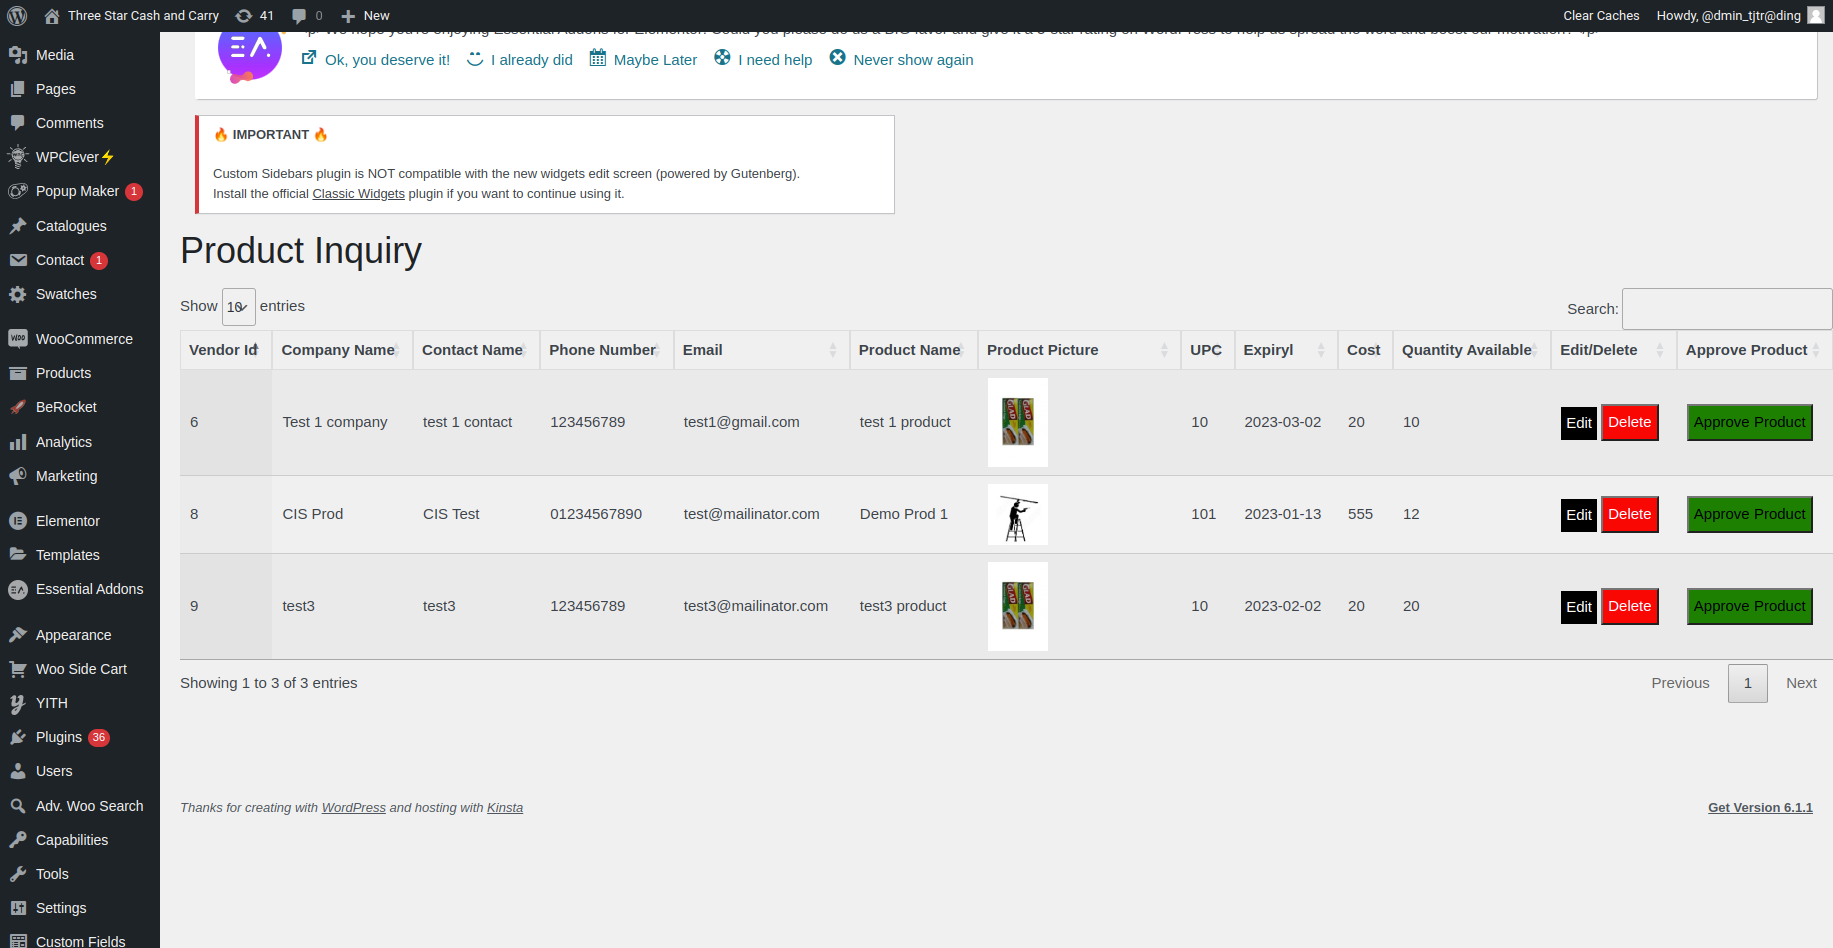 Three Star Cash and Carry 41 0 New Clear Caches Howdy, @dmin_tjtr@ding
Media
Pages
Comments
WPClever⚡
Popup Maker 1
Catalogues
Contact 1
Swatches
WooCommerce
Products
BeRocket
Analytics
Marketing
Elementor
Templates
Essential Addons
Appearance
Woo Side Cart
YITH
Plugins 36
Users
Adv. Woo Search
Capabilities
Tools
Settings
Custom Fields
Ok, you deserve it! I already did Maybe Later I need help Never show again
🔥 IMPORTANT 🔥
Custom Sidebars plugin is NOT compatible with the new widgets edit screen (powered by Gutenberg).
Install the official Classic Widgets plugin if you want to continue using it.
Product Inquiry
Show 10 entries Search:
Vendor Id Company Name Contact Name Phone Number Email Product Name Product Picture UPC Expiryl Cost Quantity Available Edit/Delete Approve Product
6 Test 1 company test 1 contact 123456789 test1@gmail.com test 1 product GLAD 10 2023-03-02 20 10 Edit Delete Approve Product
8 CIS Prod CIS Test 01234567890 test@mailinator.com Demo Prod 1 101 2023-01-13 555 12 Edit Delete Approve Product
9 test3 test3 123456789 test3@mailinator.com test3 product GLAD 10 2023-02-02 20 20 Edit Delete Approve Product
Showing 1 to 3 of 3 entries Previous 1 Next
Thanks for creating with WordPress and hosting with Kinsta Get Version 6.1.1